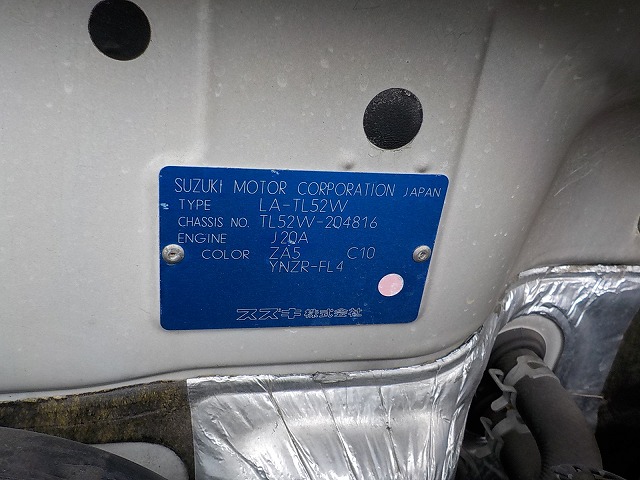 SUZUKI MOTOR CORPORATION JAPAN
TYPE LA-TL52W
CHASSIS NO. TL52W-204816
ENGINE J20A
COLOR ZA5 C10
YNZR-FL4
スズキ株式会社